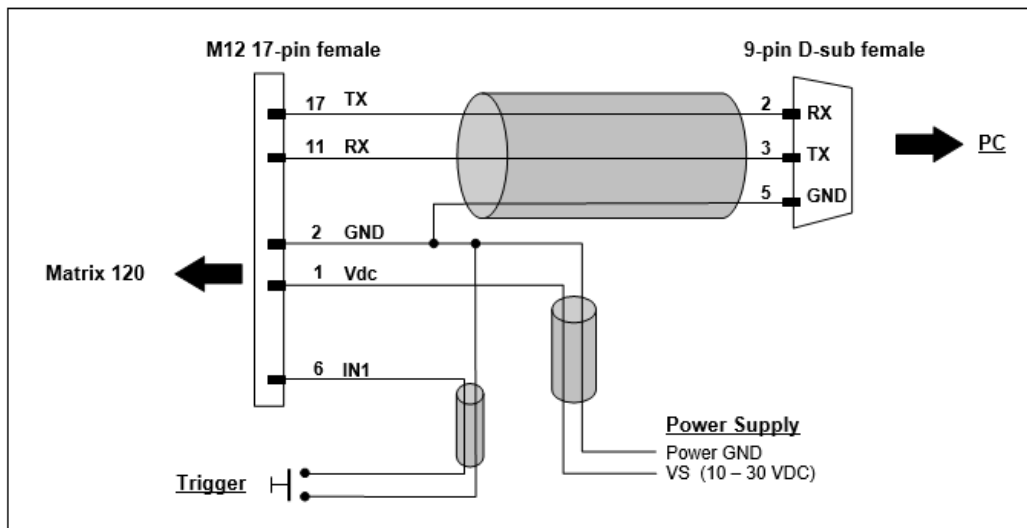 M12 17-pin female
9-pin D-sub female
17 TX
2 RX
11 RX
3 TX
PC
5 GND
2 GND
Matrix 120
1 Vdc
6 IN1
Power Supply
Power GND
VS (10 – 30 VDC)
Trigger